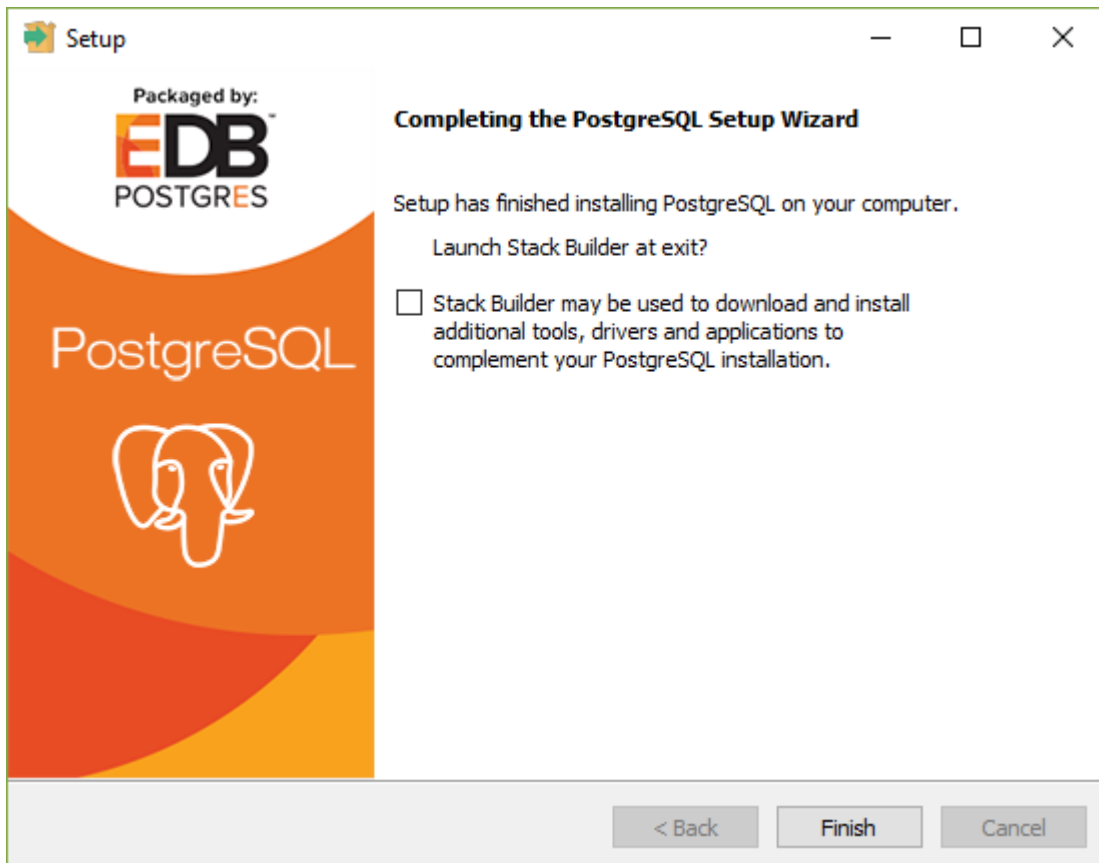 Setup
Packaged by:
EDB™
POSTGRES
PostgreSQL
Completing the PostgreSQL Setup Wizard
Setup has finished installing PostgreSQL on your computer.
Launch Stack Builder at exit?
Stack Builder may be used to download and install
additional tools, drivers and applications to
complement your PostgreSQL installation.
< Back
Finish
Cancel